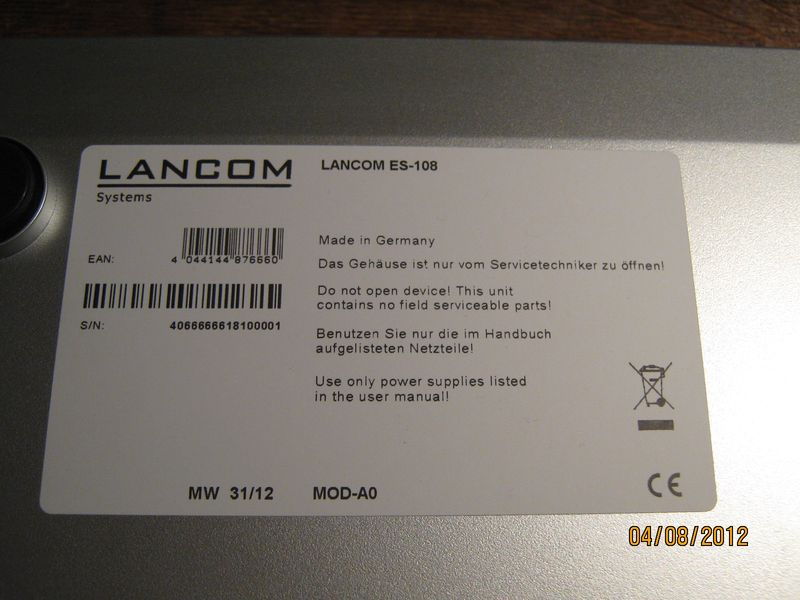 LANCOM
Systems
LANCOM ES-108
EAN:
4 044144 876660
S/N:
4066666618100001
Made in Germany
Das Gehäuse ist nur vom Servicetechniker zu öffnen!
Do not open device! This unit
contains no field serviceable parts!
Benutzen Sie nur die im Handbuch
aufgelisteten Netzteile!
Use only power supplies listed
in the user manual!
MW 31/12
MOD-A0
CE
04/08/2012